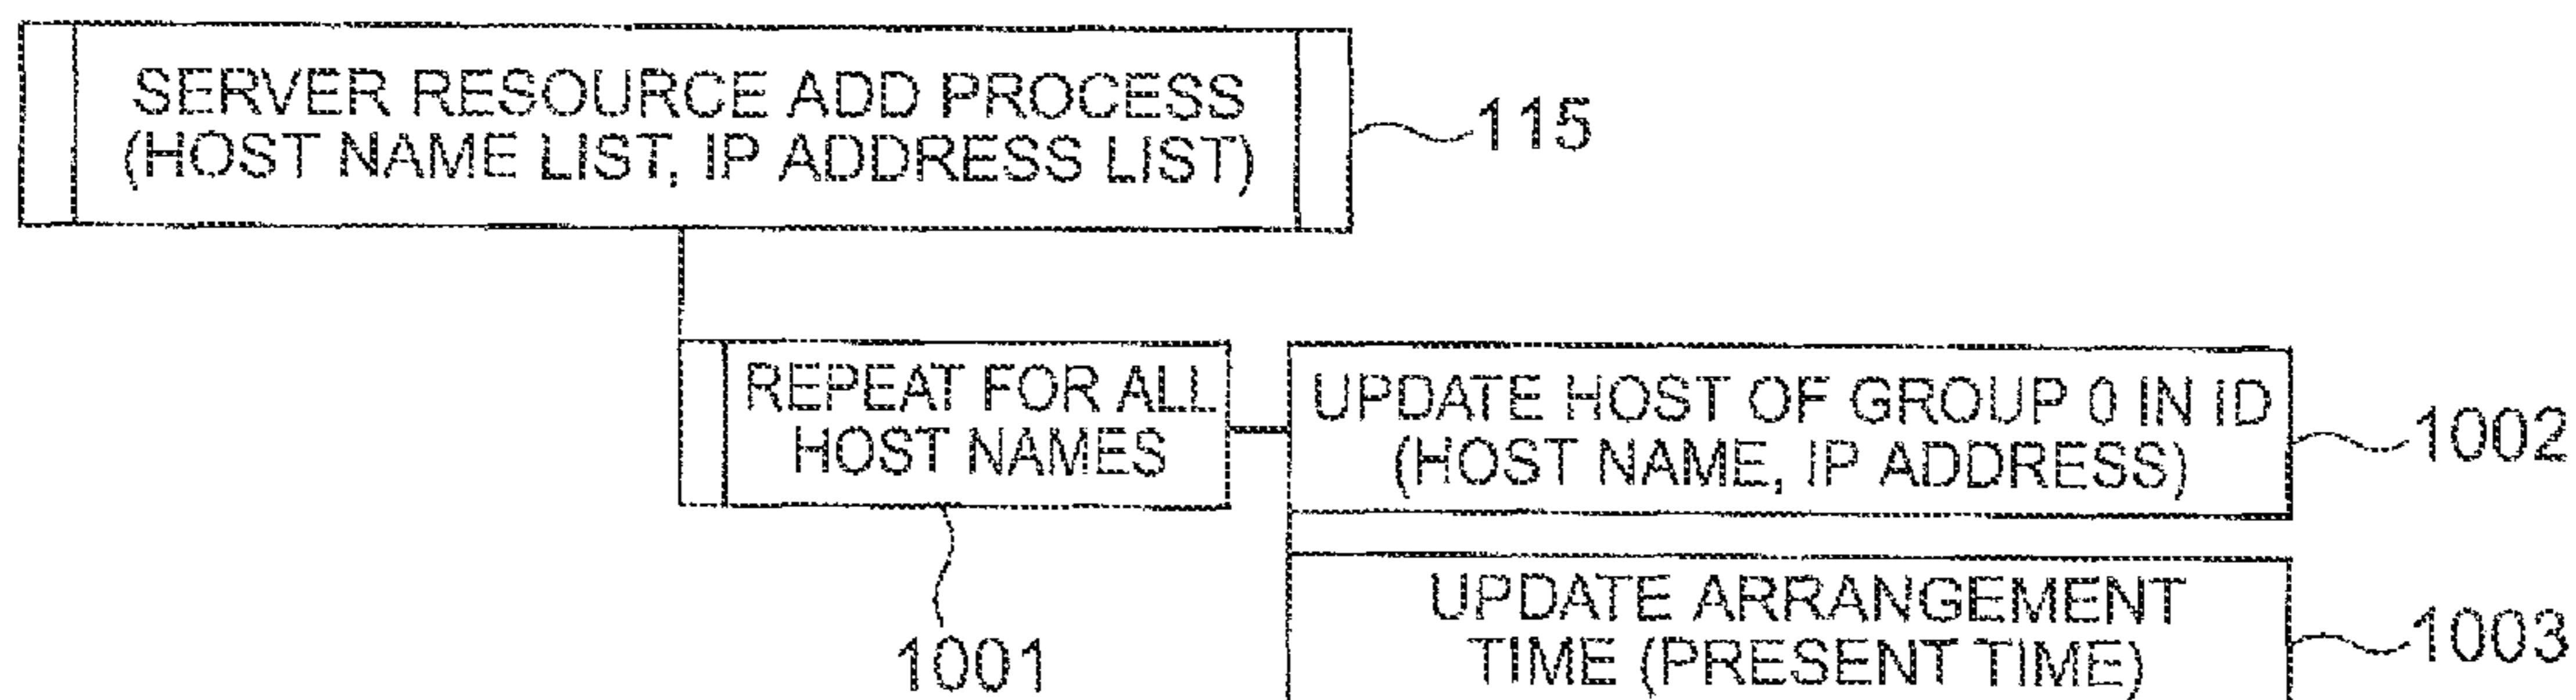 SERVER RESOURCE ADD PROCESS
(HOST NAME LIST, IP ADDRESS LIST)
115
REPEAT FOR ALL
HOST NAMES
1001
UPDATE HOST OF GROUP 0 IN ID
(HOST NAME, IP ADDRESS)
1002
UPDATE ARRANGEMENT
TIME (PRESENT TIME)
1003